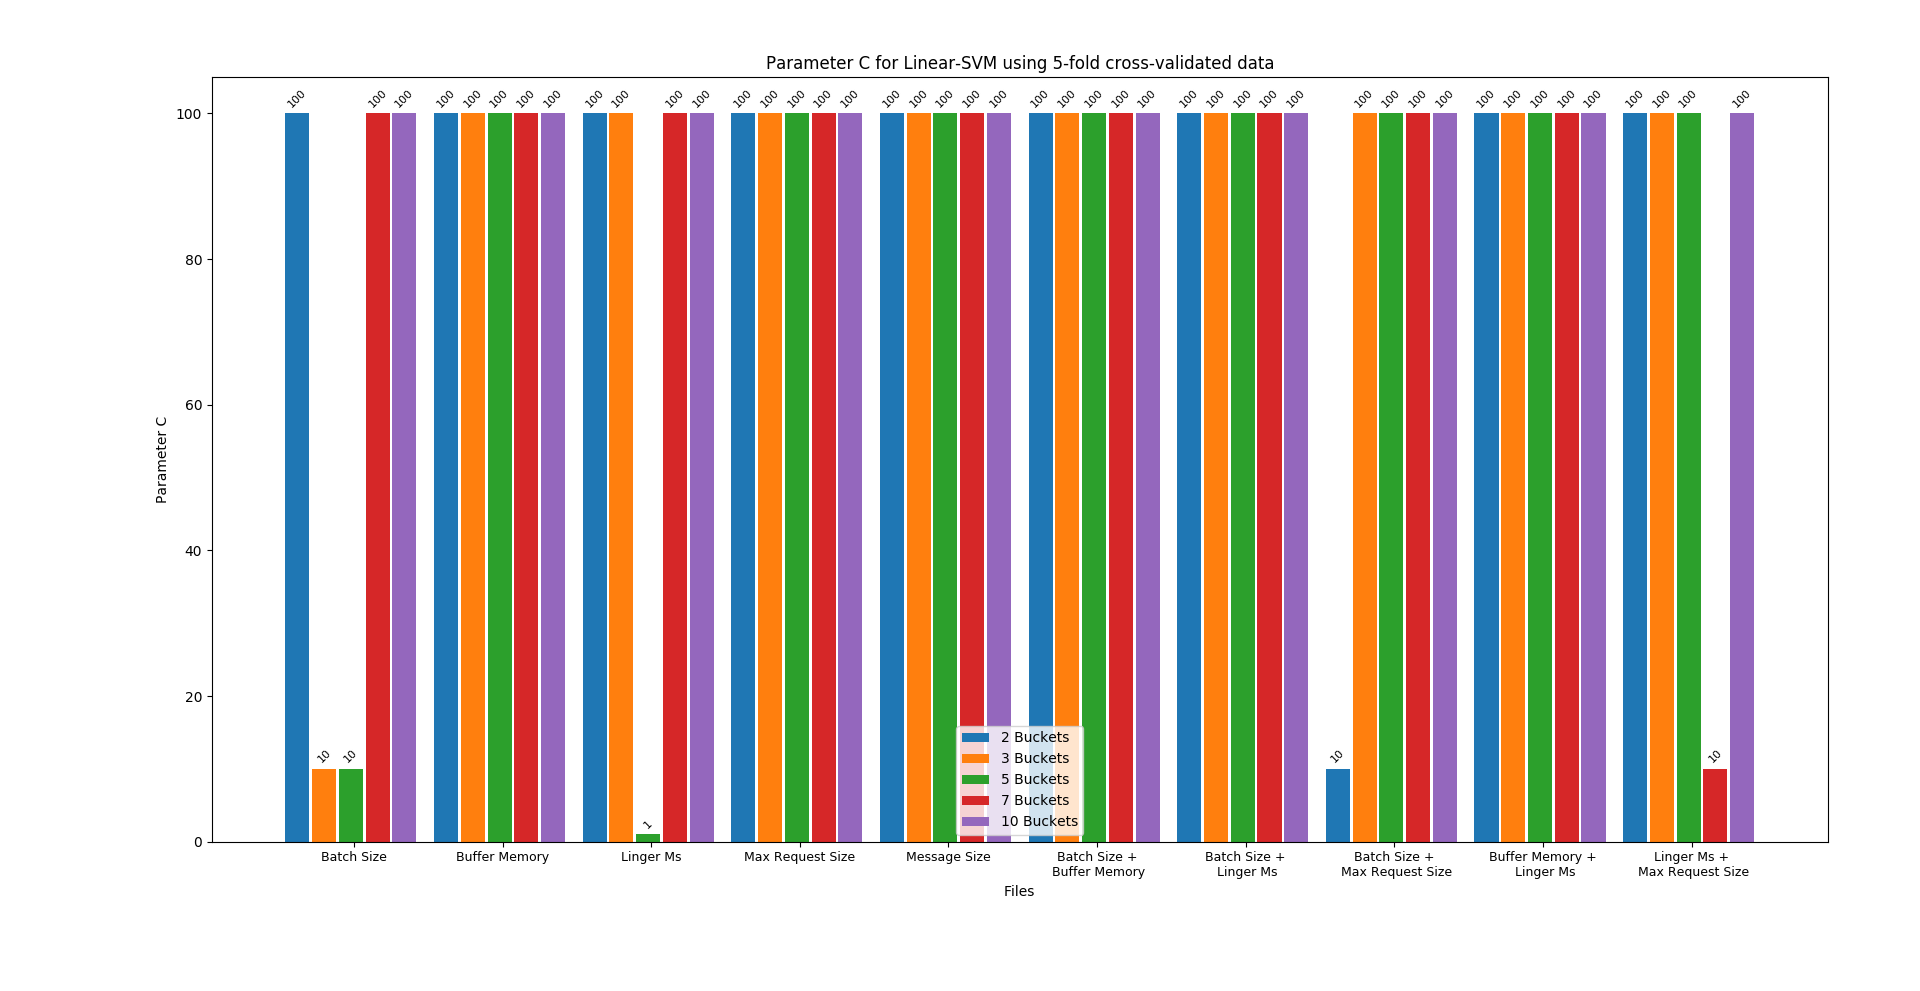 Parameter C for Linear-SVM using 5-fold cross-validated data
100 10 10 100 100 100 100 100 100 100 100 100 1 100 100 100 100 100 100 100 100 100 100 100 100 100 100 100 100 100 100 100 100 100 100 10 100 100 100 100 100 100 100 100 100 100 100 100 10 100
100
80
60
40
20
0
Parameter C
2 Buckets
3 Buckets
5 Buckets
7 Buckets
10 Buckets
Batch Size
Buffer Memory
Linger Ms
Max Request Size
Message Size
Batch Size +
Buffer Memory
Batch Size +
Linger Ms
Batch Size +
Max Request Size
Buffer Memory +
Linger Ms
Linger Ms +
Max Request Size
Files